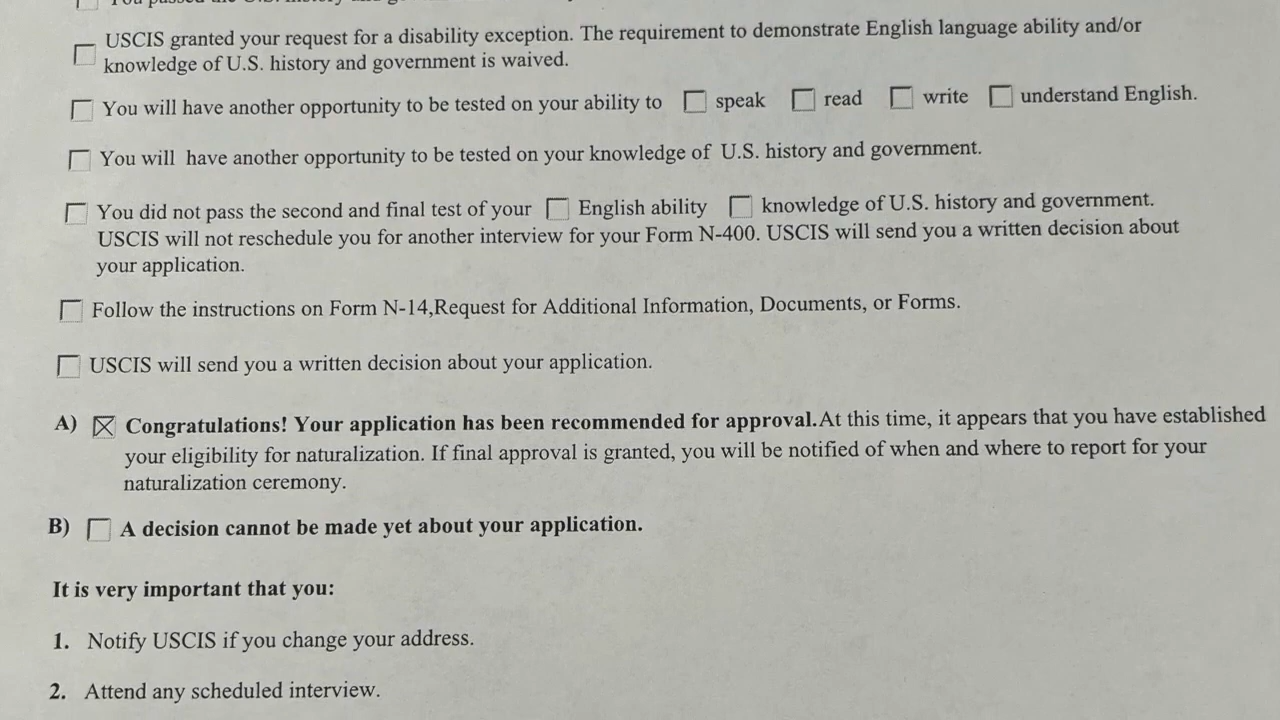 USCIS granted your request for a disability exception. The requirement to demonstrate English language ability and/or
knowledge of U.S. history and government is waived.
You will have another opportunity to be tested on your ability to speak read write understand English.
You will have another opportunity to be tested on your knowledge of U.S. history and government.
You did not pass the second and final test of your English ability knowledge of U.S. history and government.
USCIS will not reschedule you for another interview for your Form N-400. USCIS will send you a written decision about
your application.
Follow the instructions on Form N-14,Request for Additional Information, Documents, or Forms.
USCIS will send you a written decision about your application.
A) Congratulations! Your application has been recommended for approval.At this time, it appears that you have established
your eligibility for naturalization. If final approval is granted, you will be notified of when and where to report for your
naturalization ceremony.
B) A decision cannot be made yet about your application.
It is very important that you:
1. Notify USCIS if you change your address.
2. Attend any scheduled interview.